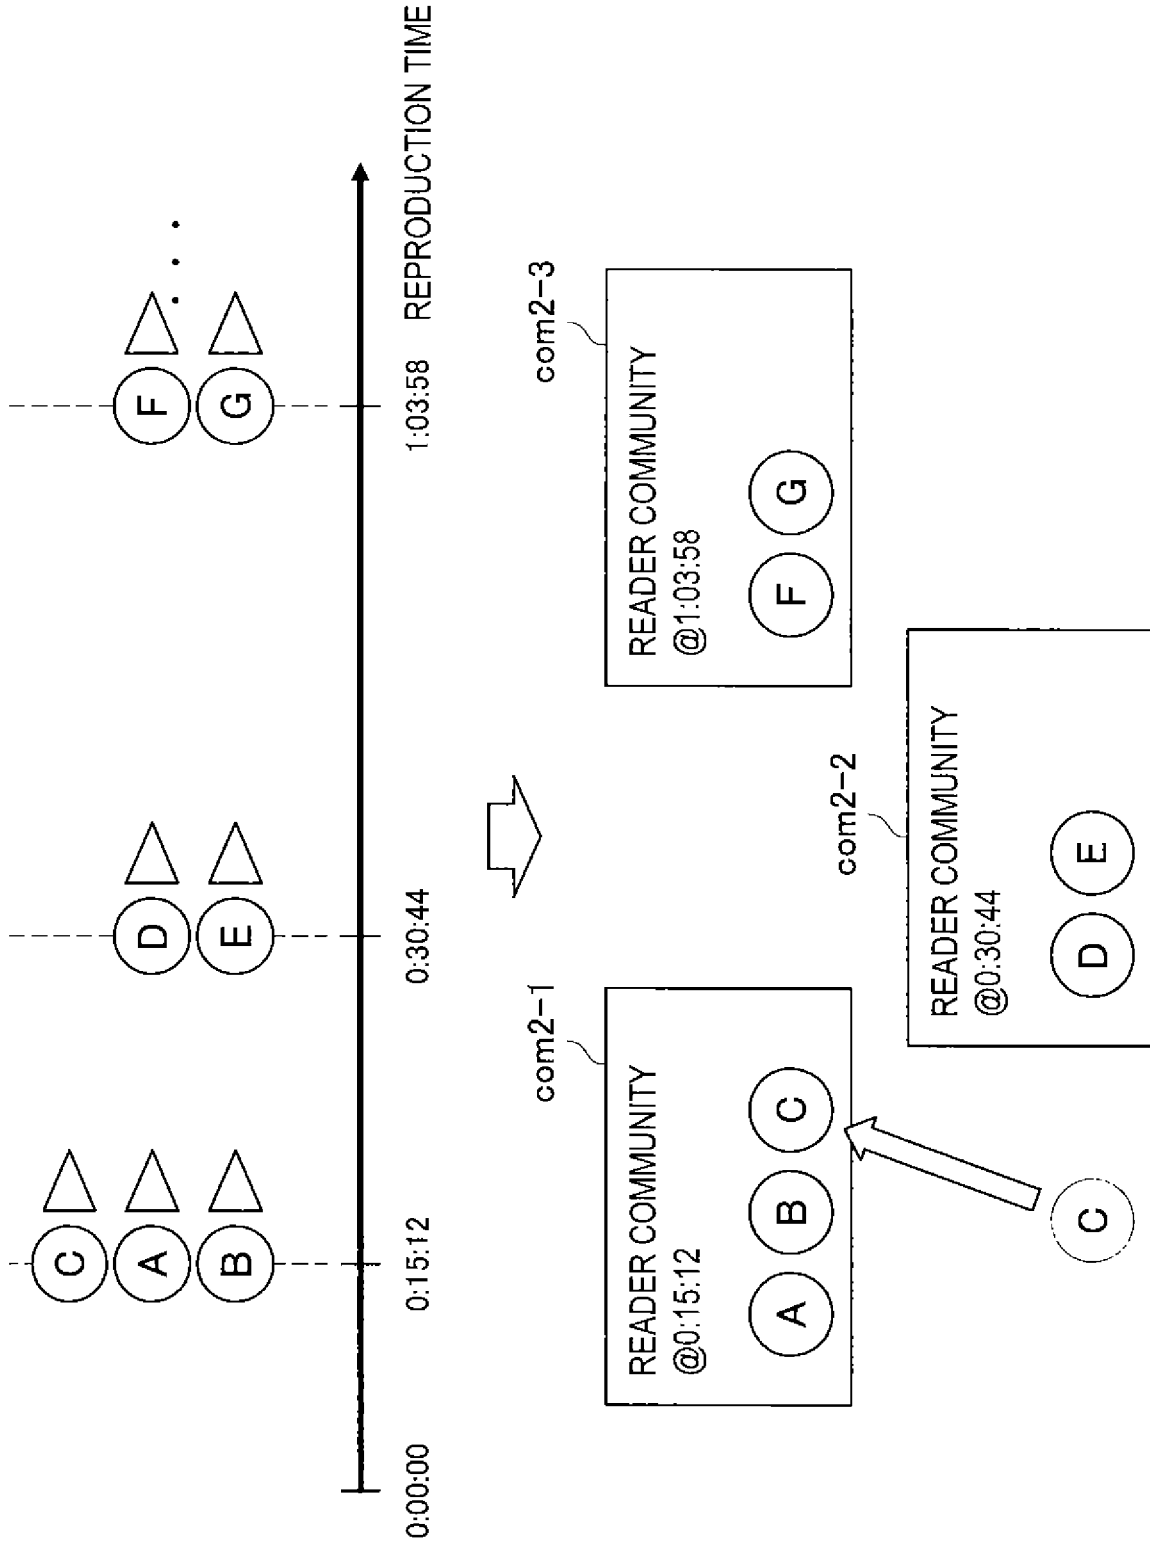 C
A
D
F
B
E
G
. . .
0:00:00
0:15:12
0:30:44
1:03:58
REPRODUCTION TIME
com2-1
READER COMMUNITY
@0:15:12
A B C
com2-3
READER COMMUNITY
@1:03:58
F G
com2-2
READER COMMUNITY
@0:30:44
D E
C